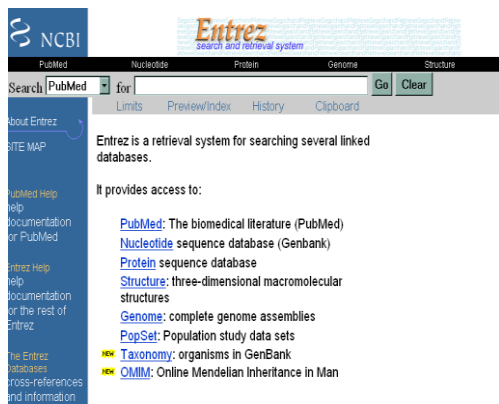 NCBI
Entrez
search and retrieval system
PubMed Nucleotide Protein Genome Structure
Search PubMed for Go Clear
Limits Preview/Index History Clipboard
About Entrez
SITE MAP
PubMed Help
help
documentation
for PubMed
Entrez Help
help
documentation
for the rest of
Entrez
The Entrez
Databases
cross-references
and information
Entrez is a retrieval system for searching several linked
databases.
It provides access to:
PubMed: The biomedical literature (PubMed)
Nucleotide sequence database (Genbank)
Protein sequence database
Structure: three-dimensional macromolecular
structures
Genome: complete genome assemblies
PopSet: Population study data sets
NEW Taxonomy: organisms in GenBank
NEW OMIM: Online Mendelian Inheritance in Man